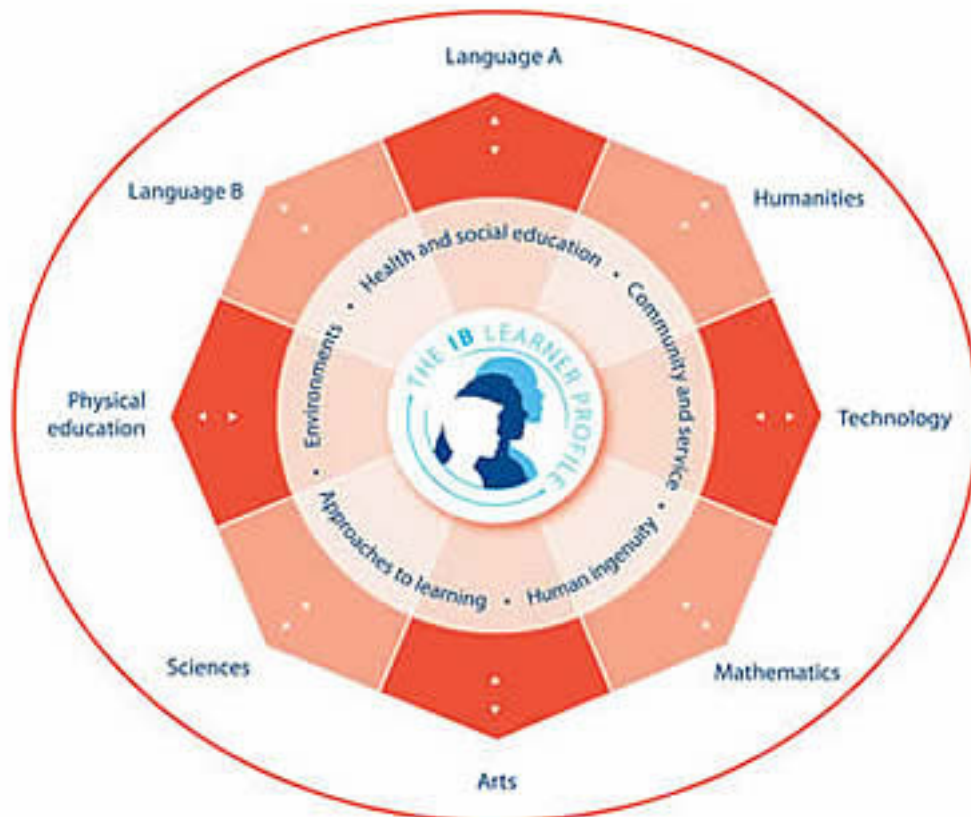 Language A
Language B
Humanities
Health and social education •
Environments •
Community and service •
THE IB LEARNER PROFILE
Physical
education
Technology
Approaches to learning •
Human ingenuity •
Sciences
Mathematics
Arts